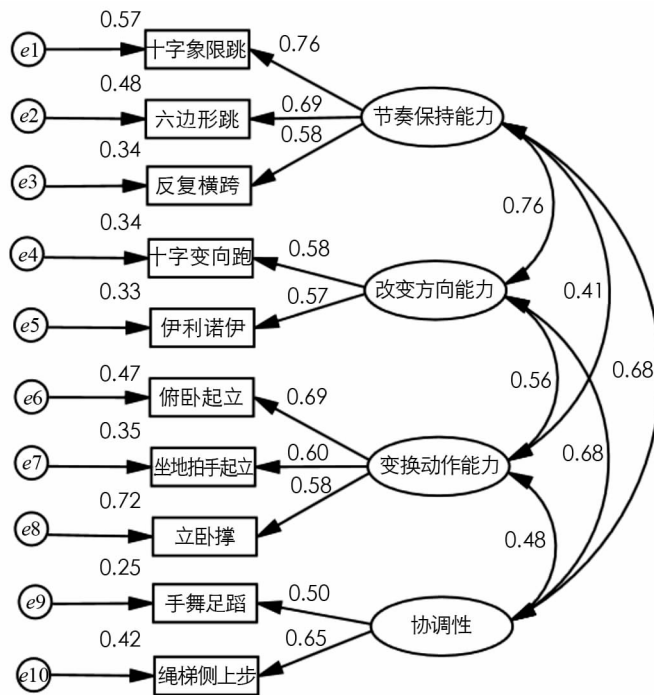 0.57
e1
十字象限跳
0.76
0.48
e2
六边形跳
0.69
节奏保持能力
0.58
0.34
e3
反复横跨
0.76
0.34
e4
十字变向跑
0.58
改变方向能力
0.41
0.33
0.57
e5
伊利诺伊
0.68
0.56
0.47
e6
俯卧起立
0.69
0.35
0.68
e7
坐地拍手起立
0.60
变换动作能力
0.58
0.72
e8
立卧撑
0.48
0.25
e9
手舞足蹈
0.50
协调性
0.42
0.65
e10
绳梯侧上步